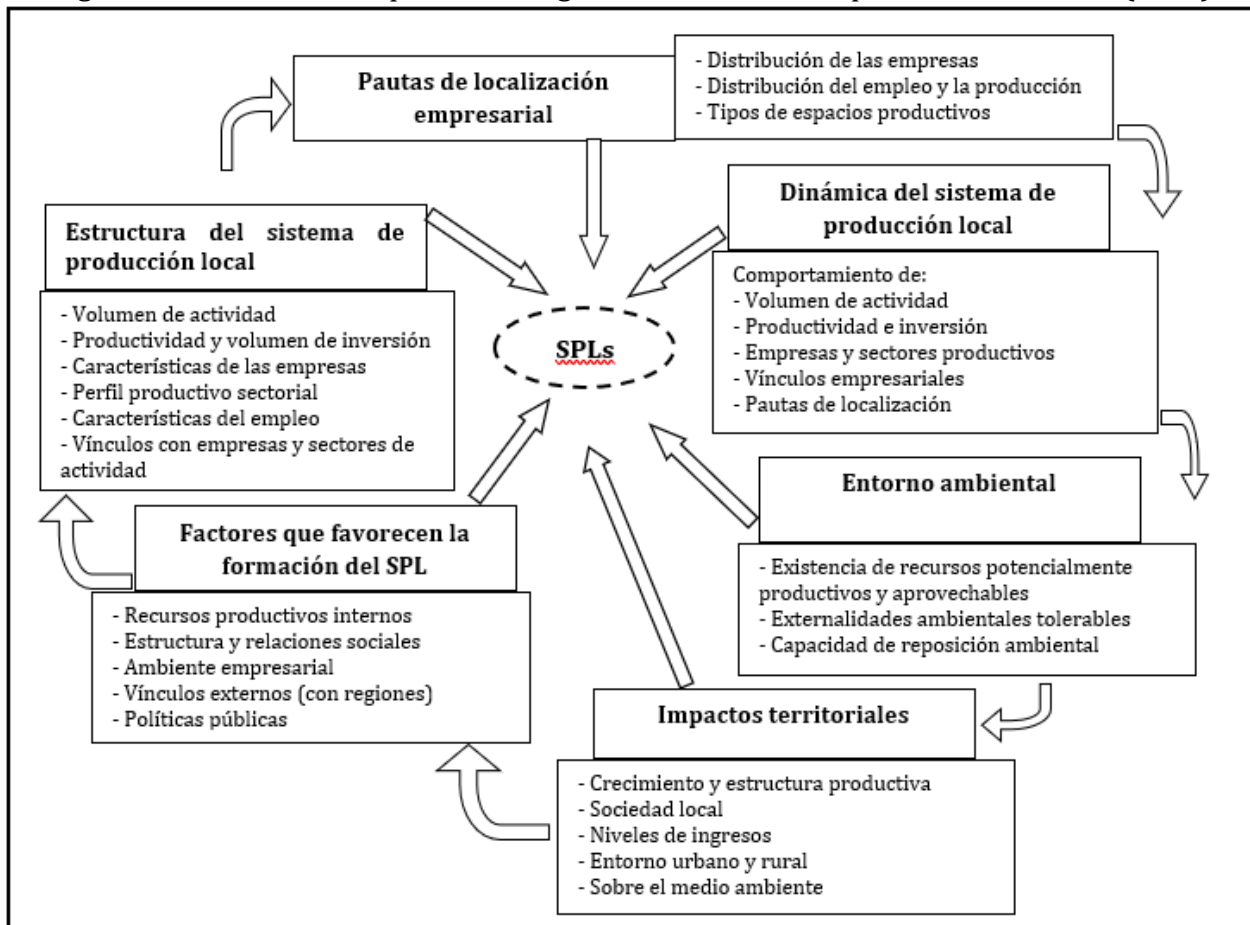 Pautas de localización
empresarial
- Distribución de las empresas
- Distribución del empleo y la producción
- Tipos de espacios productivos
Dinámica del sistema de
producción local
Comportamiento de:
- Volumen de actividad
- Productividad e inversión
- Empresas y sectores productivos
- Vínculos empresariales
- Pautas de localización
Estructura del sistema de
producción local
- Volumen de actividad
- Productividad y volumen de inversión
- Características de las empresas
- Perfil productivo sectorial
- Características del empleo
- Vínculos con empresas y sectores de
actividad
SPLs
Entorno ambiental
- Existencia de recursos potencialmente
productivos y aprovechables
- Externalidades ambientales tolerables
- Capacidad de reposición ambiental
Factores que favorecen la
formación del SPL
- Recursos productivos internos
- Estructura y relaciones sociales
- Ambiente empresarial
- Vínculos externos (con regiones)
- Políticas públicas
Impactos territoriales
- Crecimiento y estructura productiva
- Sociedad local
- Niveles de ingresos
- Entorno urbano y rural
- Sobre el medio ambiente